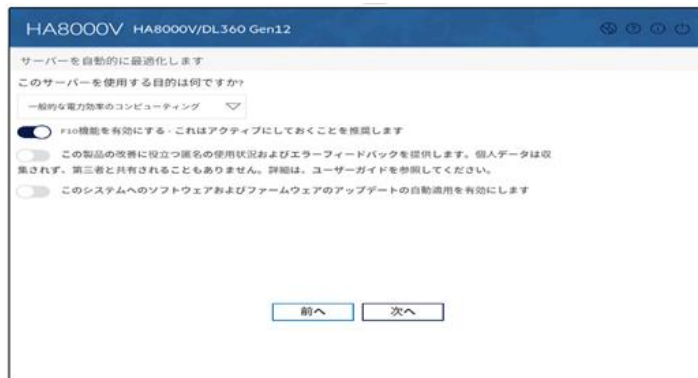 HA8000V HA8000V/DL360 Gen12
サーバーを自動的に最適化します
このサーバーを使用する目的は何ですか?
一般的な電力効率のコンピューティング
F10機能を有効にする - これはアクティブにしておくことを推奨します
この製品の改善に役立つ匿名の使用状況およびエラーフィードバックを提供します。個人データは収
集されず、第三者と共有されることもありません。詳細は、ユーザーガイドを参照してください。
このシステムへのソフトウェアおよびファームウェアのアップデートの自動適用を有効にします
前へ 次へ